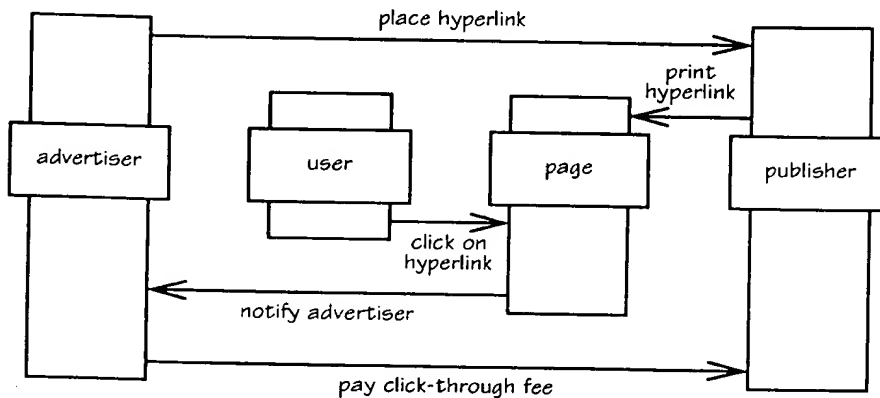 place hyperlink
print
hyperlink
advertiser
user
page
publisher
click on
hyperlink
notify advertiser
pay click-through fee